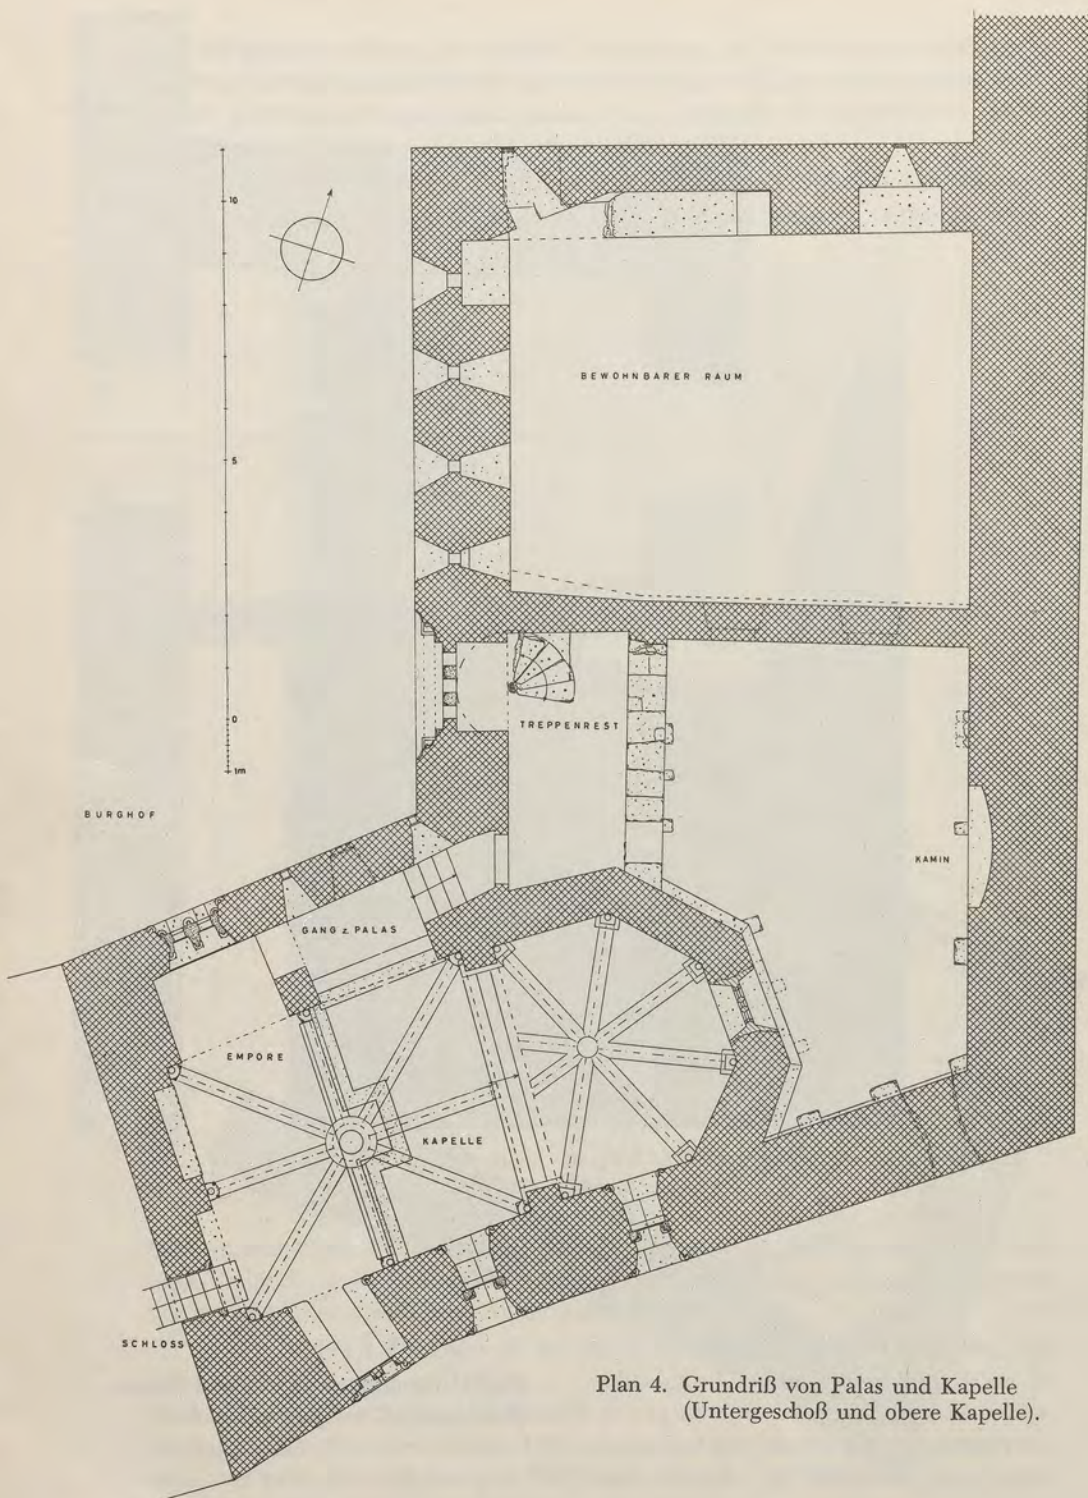 10
5
0
1m
BEWOHNBARER RAUM
TREPPENREST
BURGHOF
KAMIN
GANG z. PALAS
EMPORE
KAPELLE
SCHLOSS
Plan 4. Grundriß von Palas und Kapelle
(Untergeschoß und obere Kapelle).